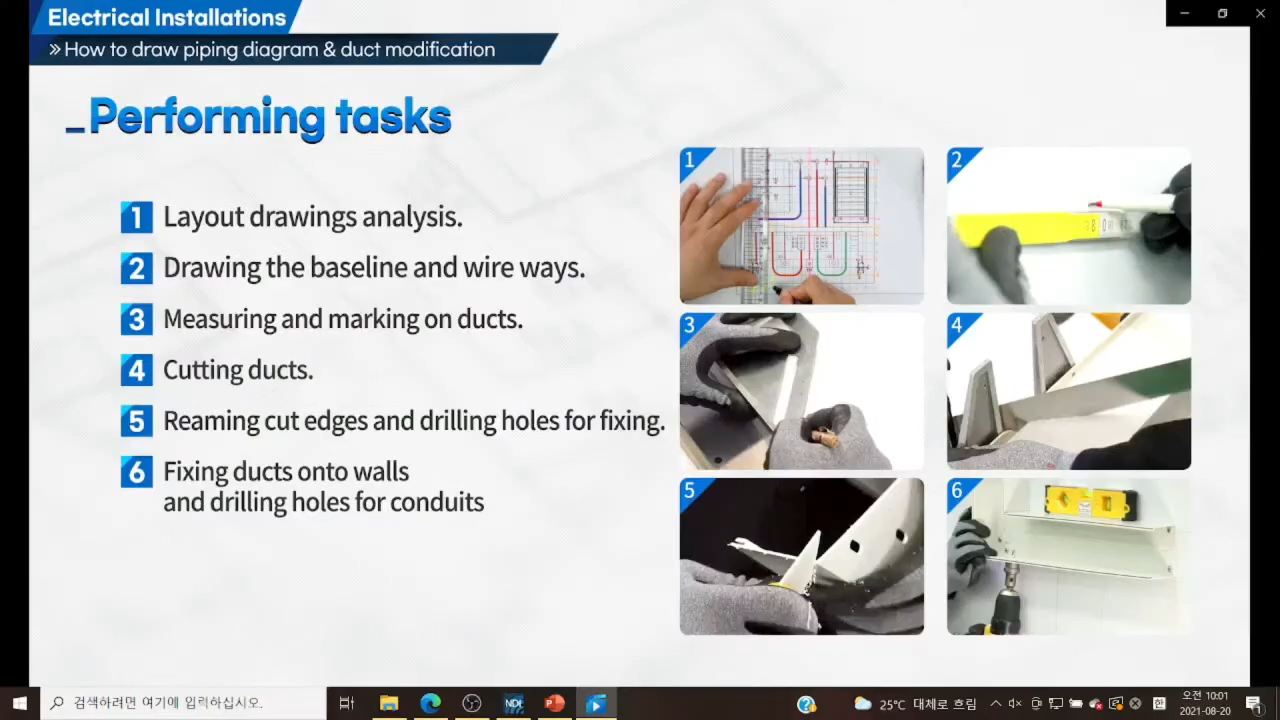 Electrical Installations
» How to draw piping diagram & duct modification
_Performing tasks
1 Layout drawings analysis.
2 Drawing the baseline and wire ways.
3 Measuring and marking on ducts.
4 Cutting ducts.
5 Reaming cut edges and drilling holes for fixing.
6 Fixing ducts onto walls
and drilling holes for conduits
1
2
3
4
5
6
검색하려면 여기에 입력하십시오.
NDI
25°C 대체로 흐림
한
오전 10:01
2021-08-20
1